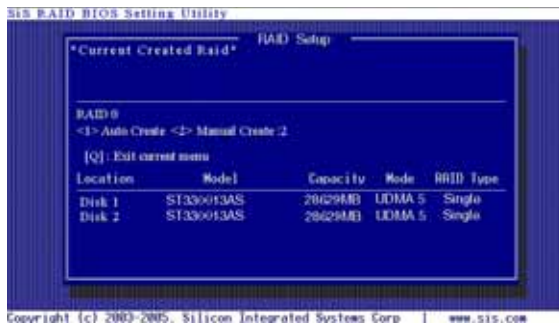 SiS RAID BIOS Setting Utility
RAID Setup
*Current Created Raid*
RAID 0
<1> Auto Create <2> Manual Create :2
[Q] : Exit current menu
Location Model Capacity Mode RAID Type
Disk 1 ST330013AS 28629MB UDMA 5 Single
Disk 2 ST330013AS 28629MB UDMA 5 Single
Copyright (c) 2003-2005. Silicon Integrated Systems Corp | www.sis.com